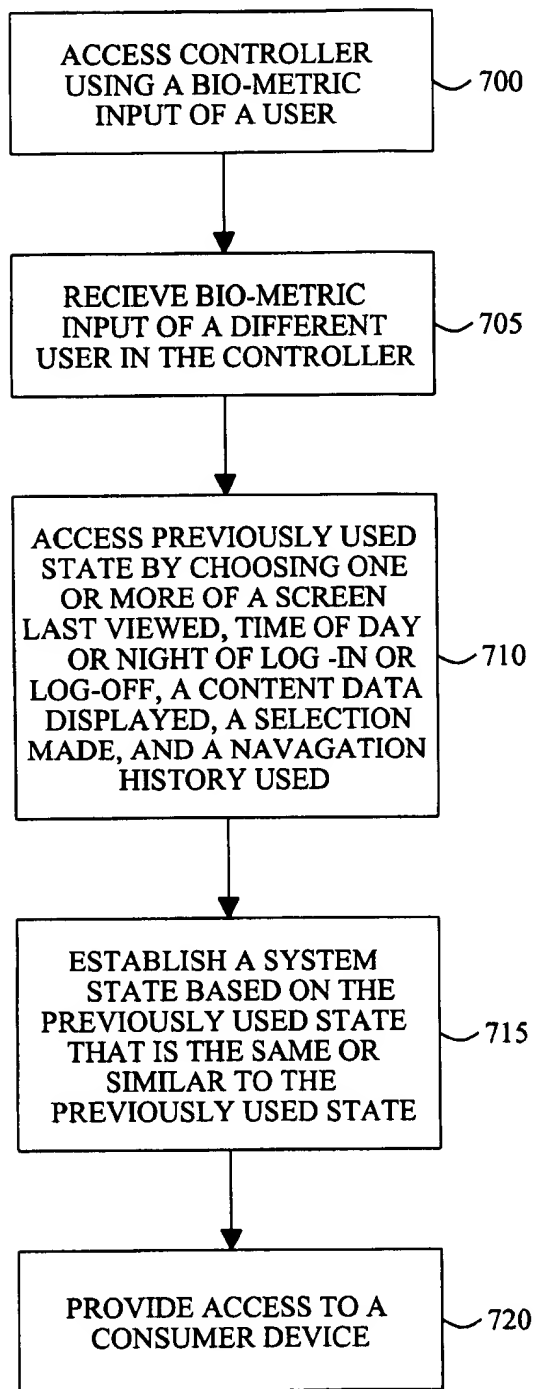 ACCESS CONTROLLER
USING A BIO-METRIC
INPUT OF A USER
700
RECIEVE BIO-METRIC
INPUT OF A DIFFERENT
USER IN THE CONTROLLER
705
ACCESS PREVIOUSLY USED
STATE BY CHOOSING ONE
OR MORE OF A SCREEN
LAST VIEWED, TIME OF DAY
OR NIGHT OF LOG -IN OR
LOG-OFF, A CONTENT DATA
DISPLAYED, A SELECTION
MADE, AND A NAVAGATION
HISTORY USED
710
ESTABLISH A SYSTEM
STATE BASED ON THE
PREVIOUSLY USED STATE
THAT IS THE SAME OR
SIMILAR TO THE
PREVIOUSLY USED STATE
715
PROVIDE ACCESS TO A
CONSUMER DEVICE
720